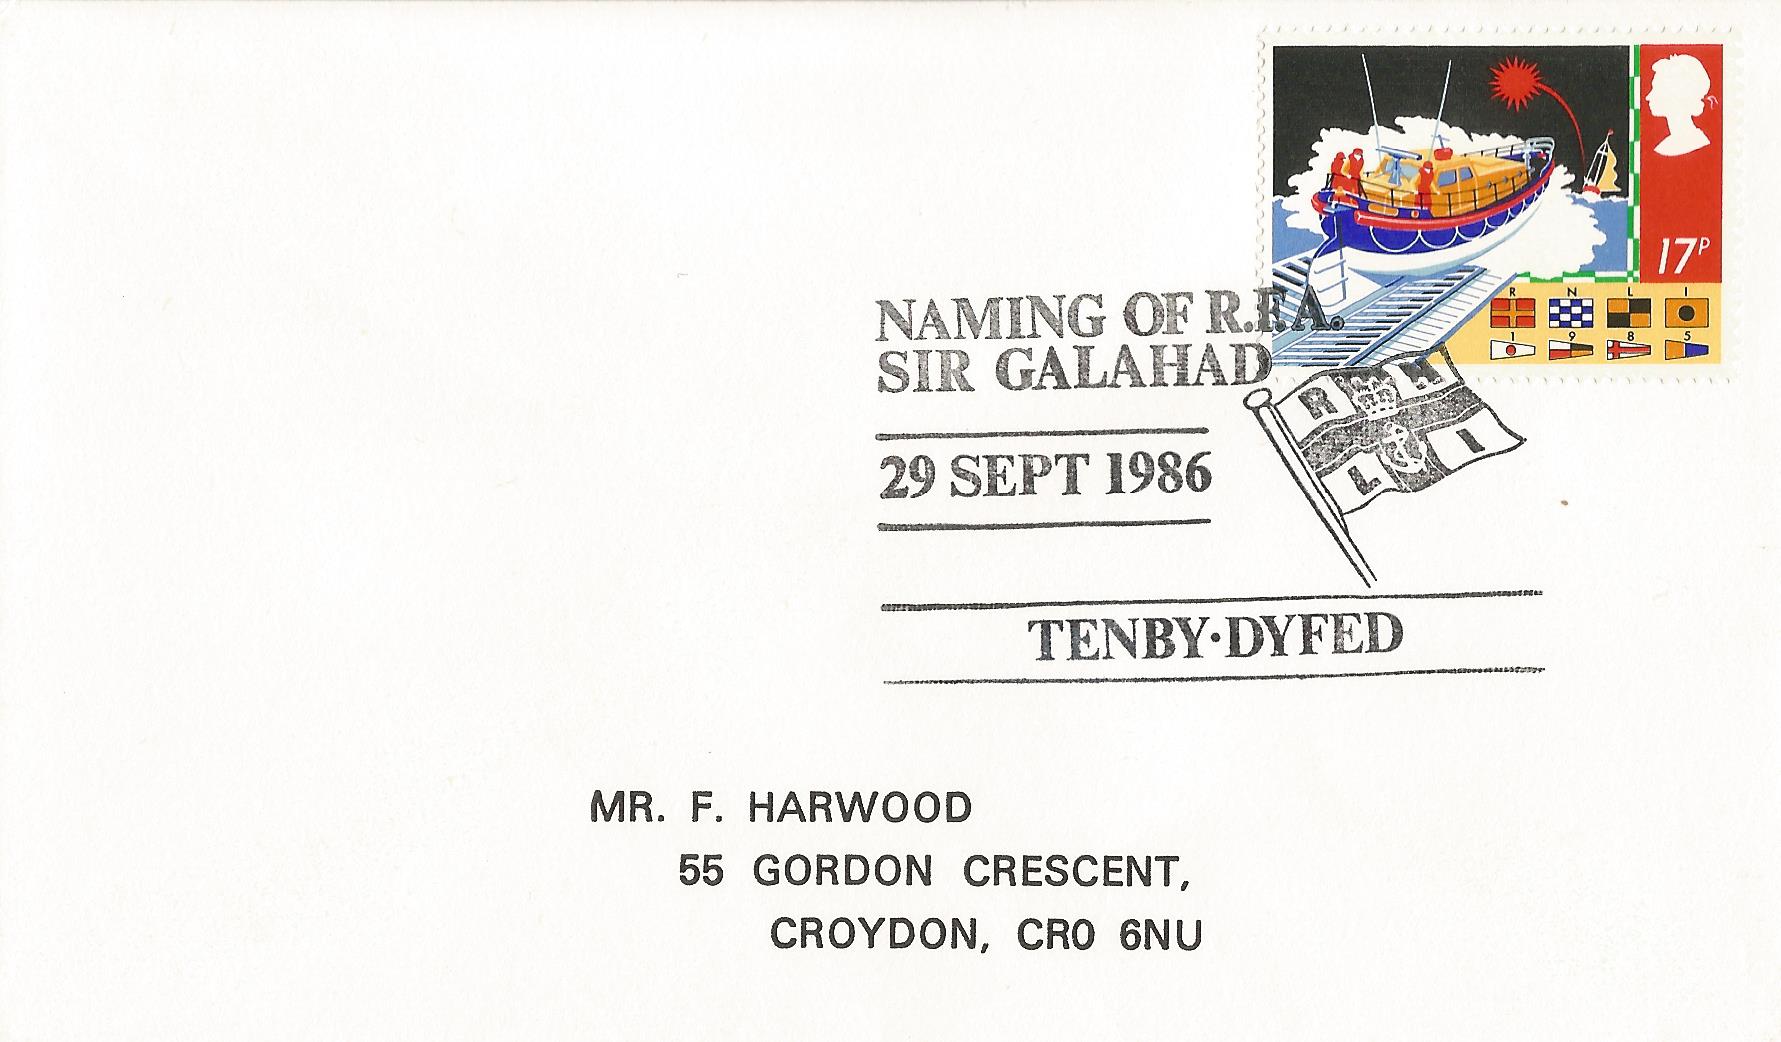 17P
R N L I
1 9 8 5
NAMING OF R.F.A.
SIR GALAHAD
R N
L I
29 SEPT 1986
TENBY·DYFED
MR. F. HARWOOD
55 GORDON CRESCENT,
CROYDON, CR0 6NU